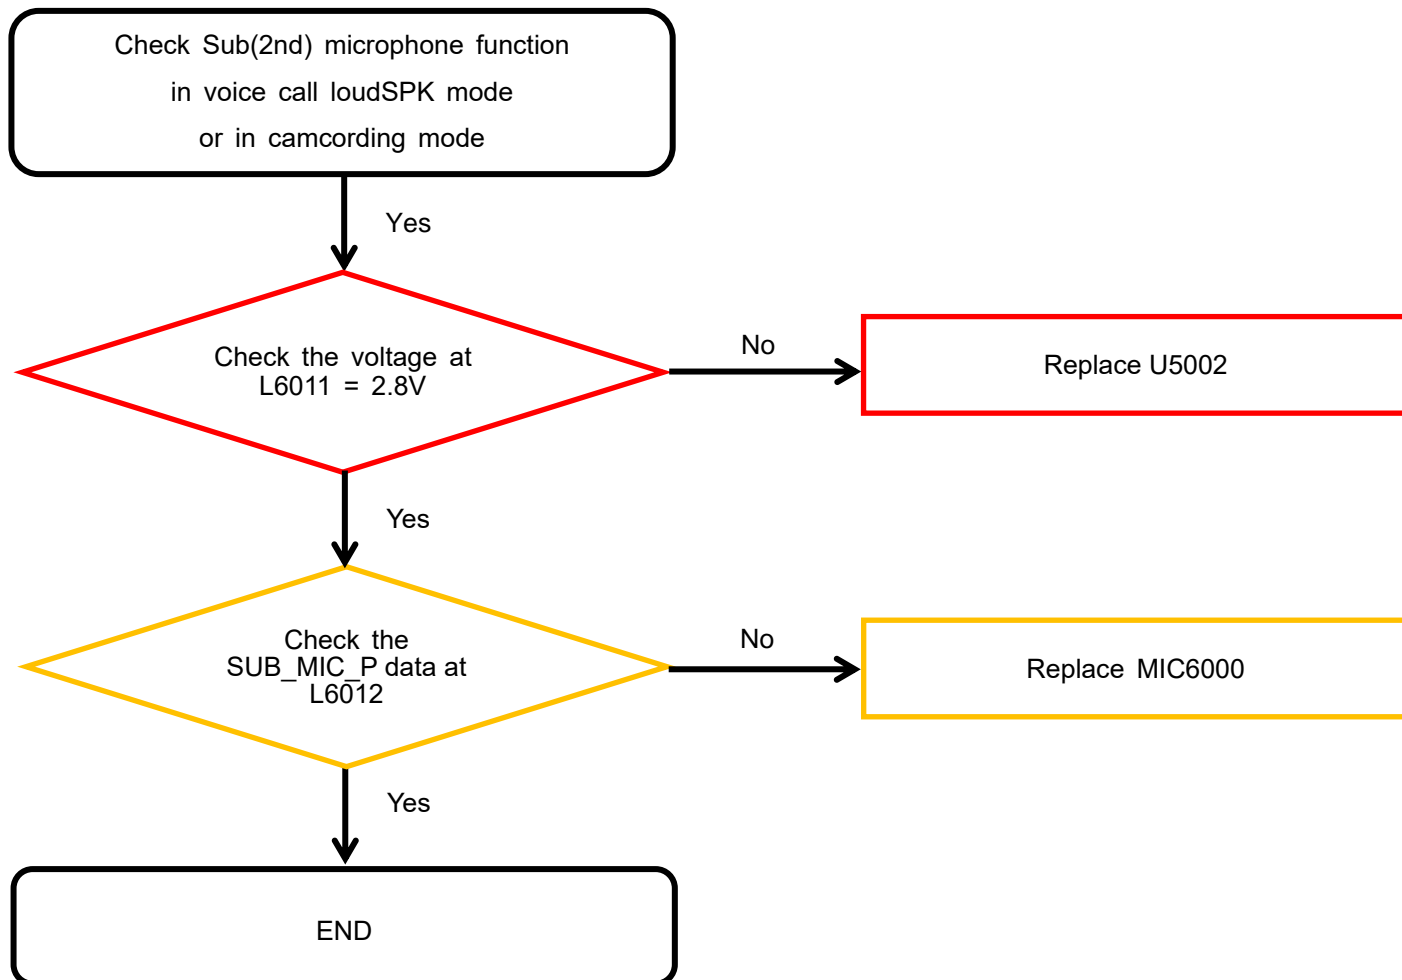 Check Sub(2nd) microphone function
in voice call loudSPK mode
or in camcording mode
Yes
Check the voltage at
L6011 = 2.8V
No
Replace U5002
Yes
Check the
SUB_MIC_P data at
L6012
No
Replace MIC6000
Yes
END